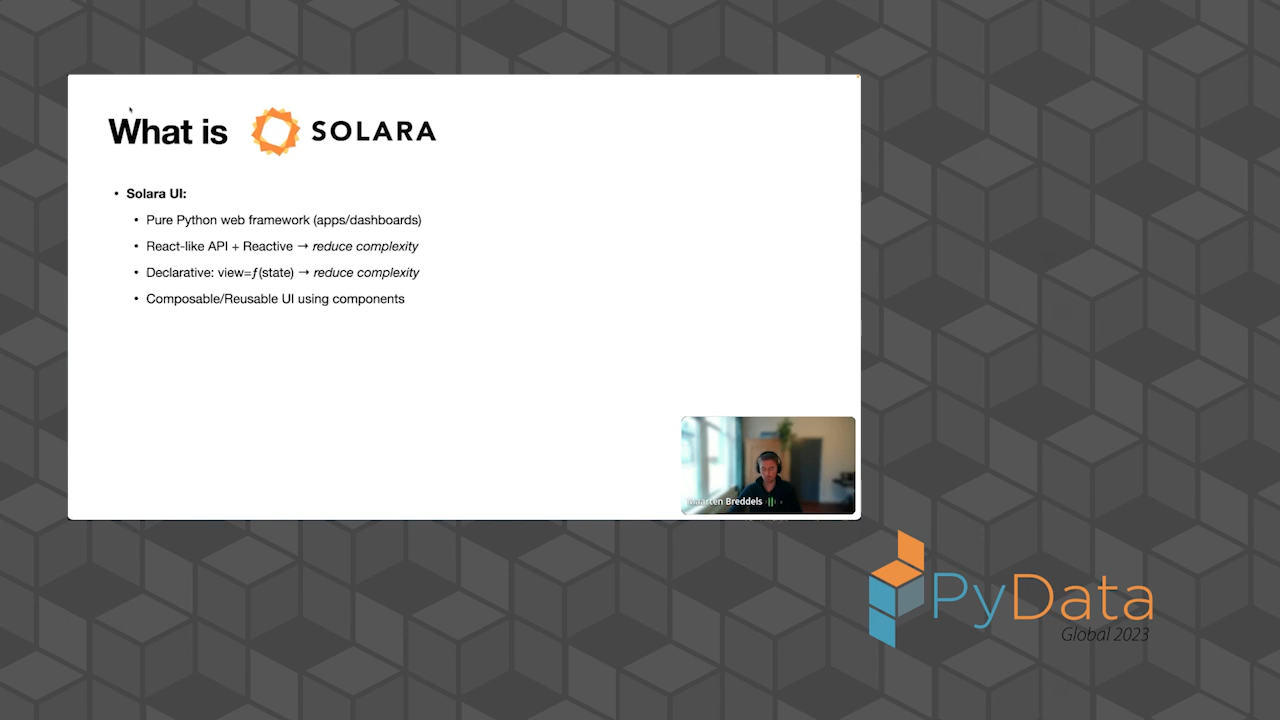 What is SOLARA
• Solara UI:
• Pure Python web framework (apps/dashboards)
• React-like API + Reactive → reduce complexity
• Declarative: view=ƒ(state) → reduce complexity
• Composable/Reusable UI using components
Maarten Breddels
PyData
Global 2023